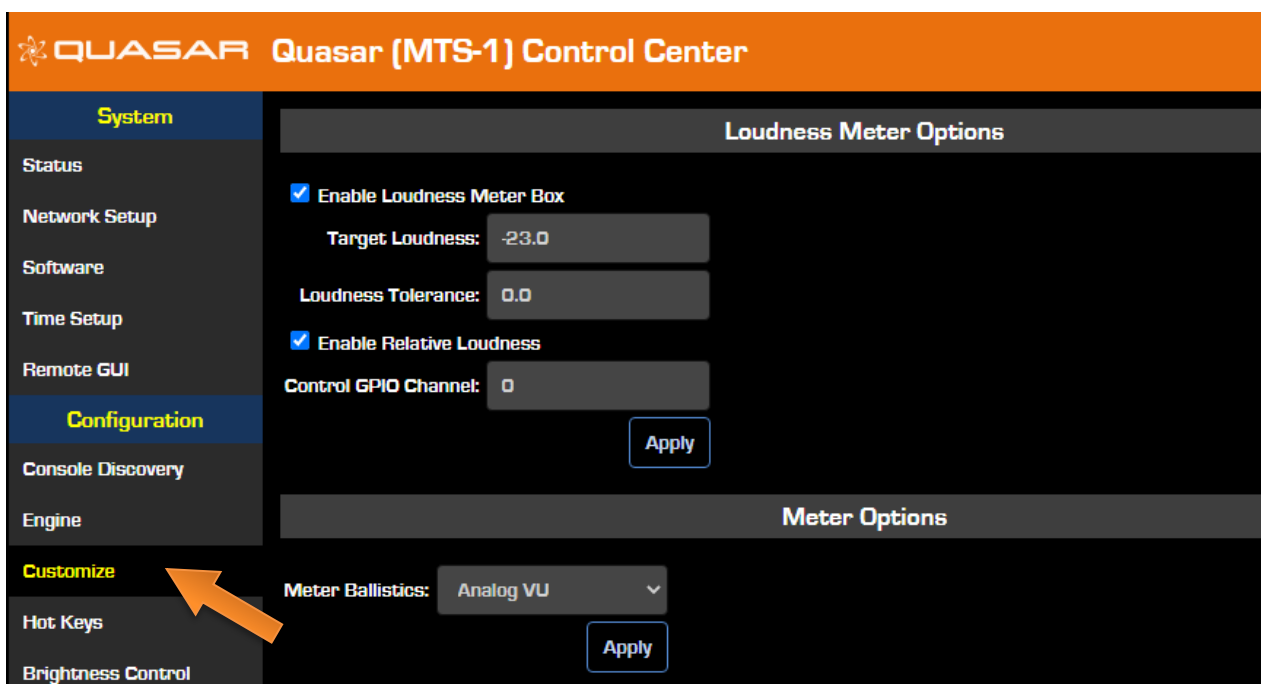 QUASAR Quasar (MTS-1) Control Center
System
Status
Network Setup
Software
Time Setup
Remote GUI
Configuration
Console Discovery
Engine
Customize
Hot Keys
Brightness Control
Loudness Meter Options
Enable Loudness Meter Box
Target Loudness: -23.0
Loudness Tolerance: 0.0
Enable Relative Loudness
Control GPIO Channel: 0
Apply
Meter Options
Meter Ballistics: Analog VU
Apply